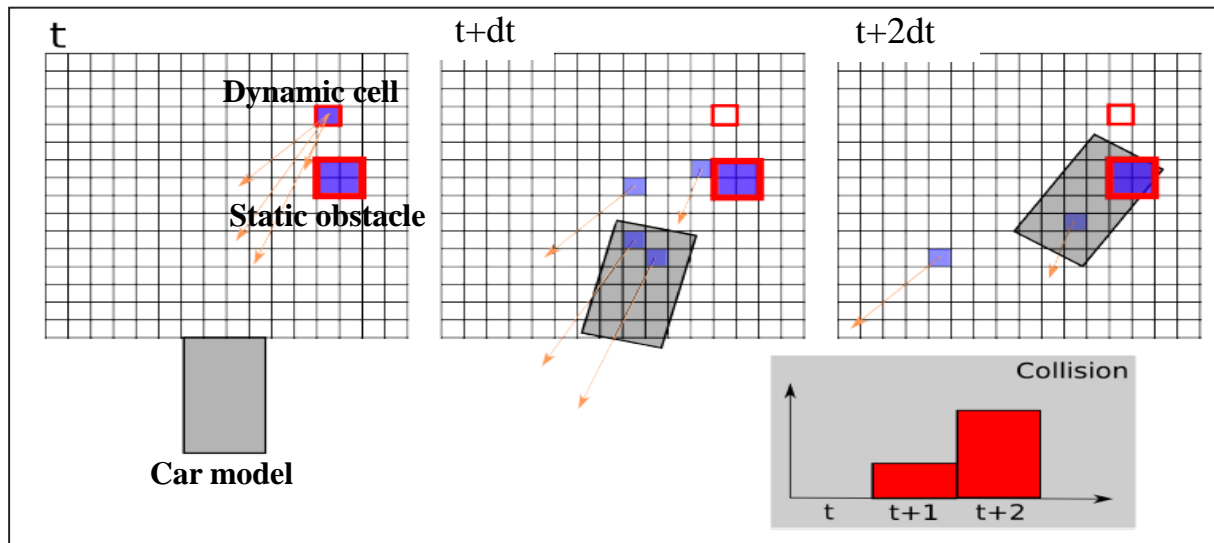 t
t+dt
t+2dt
Dynamic cell
Static obstacle
Car model
Collision
t
t+1
t+2